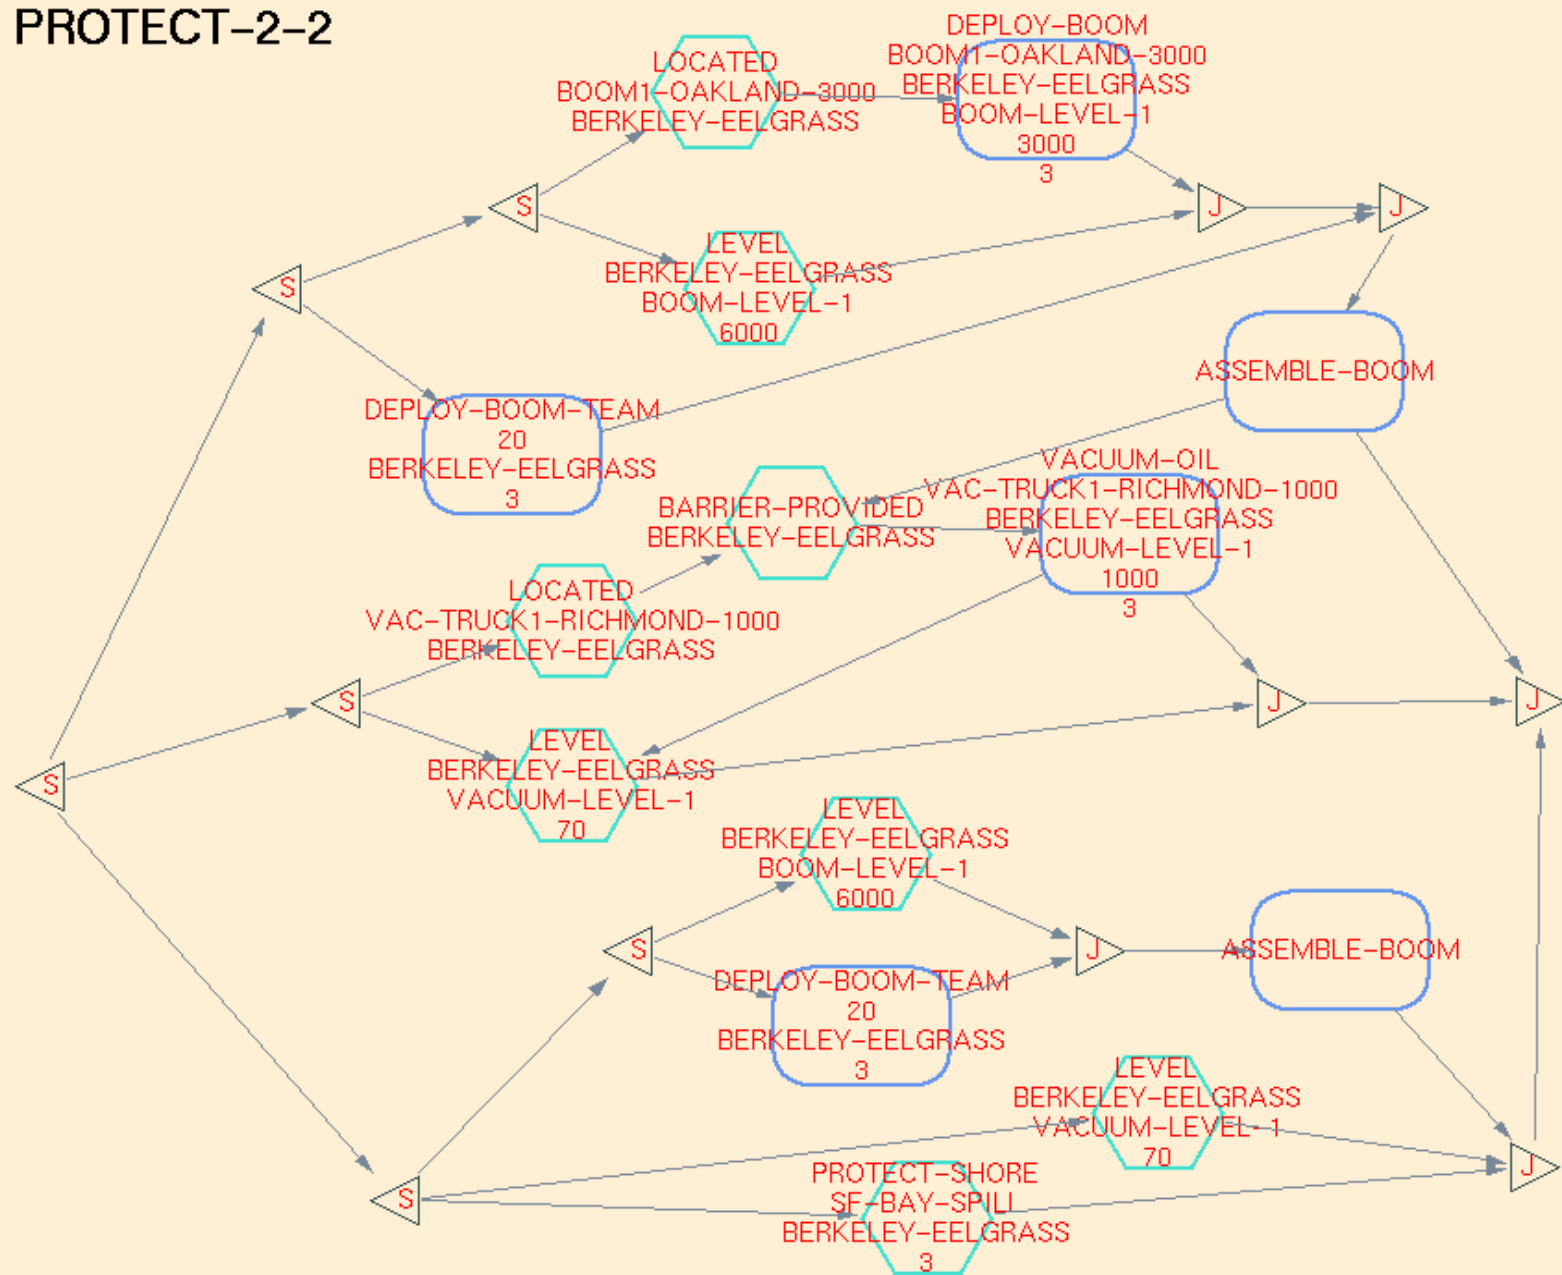 PROTECT-2-2
LOCATED
BOOM1-OAKLAND-3000
BERKELEY-EELGRASS
DEPLOY-BOOM
BOOM1-OAKLAND-3000
BERKELEY-EELGRASS
BOOM-LEVEL-1
3000
3
S
J
J
LEVEL
BERKELEY-EELGRASS
BOOM-LEVEL-1
6000
S
ASSEMBLE-BOOM
DEPLOY-BOOM-TEAM
20
BERKELEY-EELGRASS
3
BARRIER-PROVIDED
BERKELEY-EELGRASS
VACUUM-OIL
VAC-TRUCK1-RICHMOND-1000
BERKELEY-EELGRASS
VACUUM-LEVEL-1
1000
3
LOCATED
VAC-TRUCK1-RICHMOND-1000
BERKELEY-EELGRASS
S
J
J
LEVEL
BERKELEY-EELGRASS
VACUUM-LEVEL-1
70
S
LEVEL
BERKELEY-EELGRASS
BOOM-LEVEL-1
6000
S
J
ASSEMBLE-BOOM
DEPLOY-BOOM-TEAM
20
BERKELEY-EELGRASS
3
LEVEL
BERKELEY-EELGRASS
VACUUM-LEVEL-1
70
J
S
PROTECT-SHORE
SF-BAY-SPILL
BERKELEY-EELGRASS
3